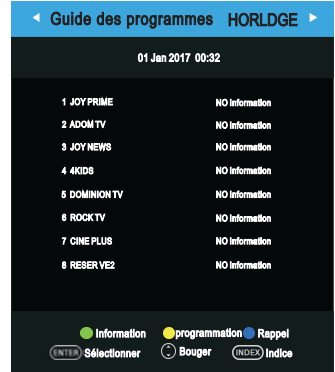 Guide des programmes HORLDGE
01 Jan 2017 00:32
1 JOY PRIME NO Information
2 ADOM TV NO Information
3 JOY NEWS NO Information
4 4KIDS NO Information
5 DOMINION TV NO Information
6 ROCK TV NO Information
7 CINE PLUS NO Information
8 RESER VE2 NO Information
Information programmation Rappel
ENTER Sélectionner Bouger INDEX Indice